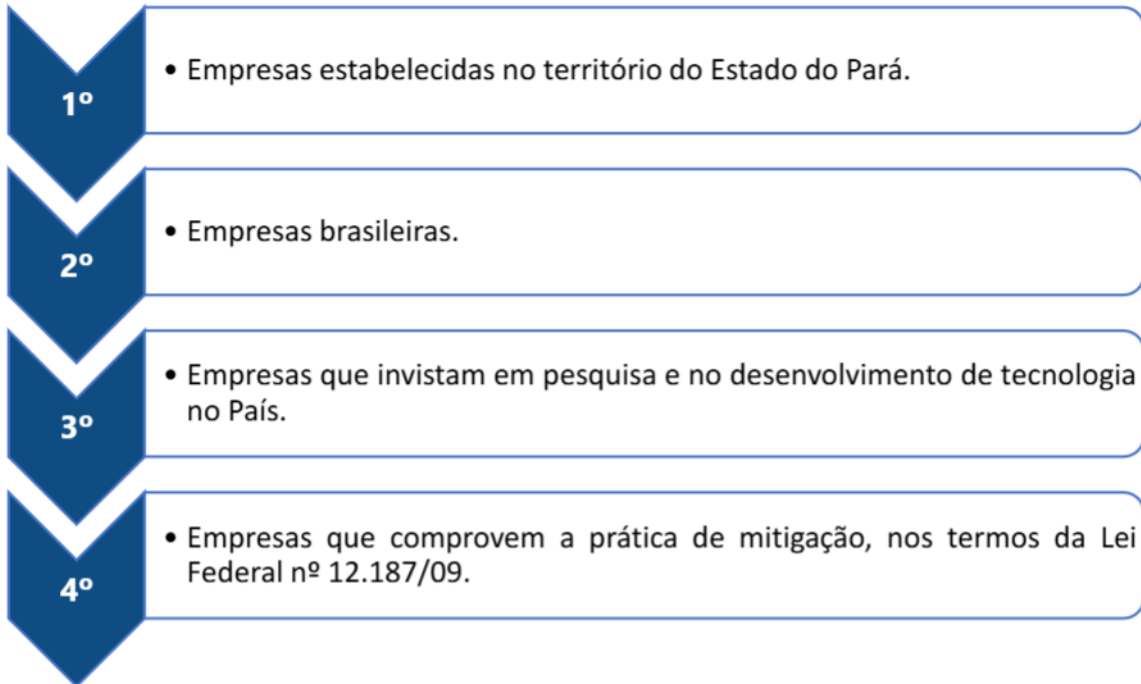 1º
• Empresas estabelecidas no território do Estado do Pará.
2º
• Empresas brasileiras.
3º
• Empresas que invistam em pesquisa e no desenvolvimento de tecnologia
no País.
4º
• Empresas que comprovem a prática de mitigação, nos termos da Lei
Federal nº 12.187/09.